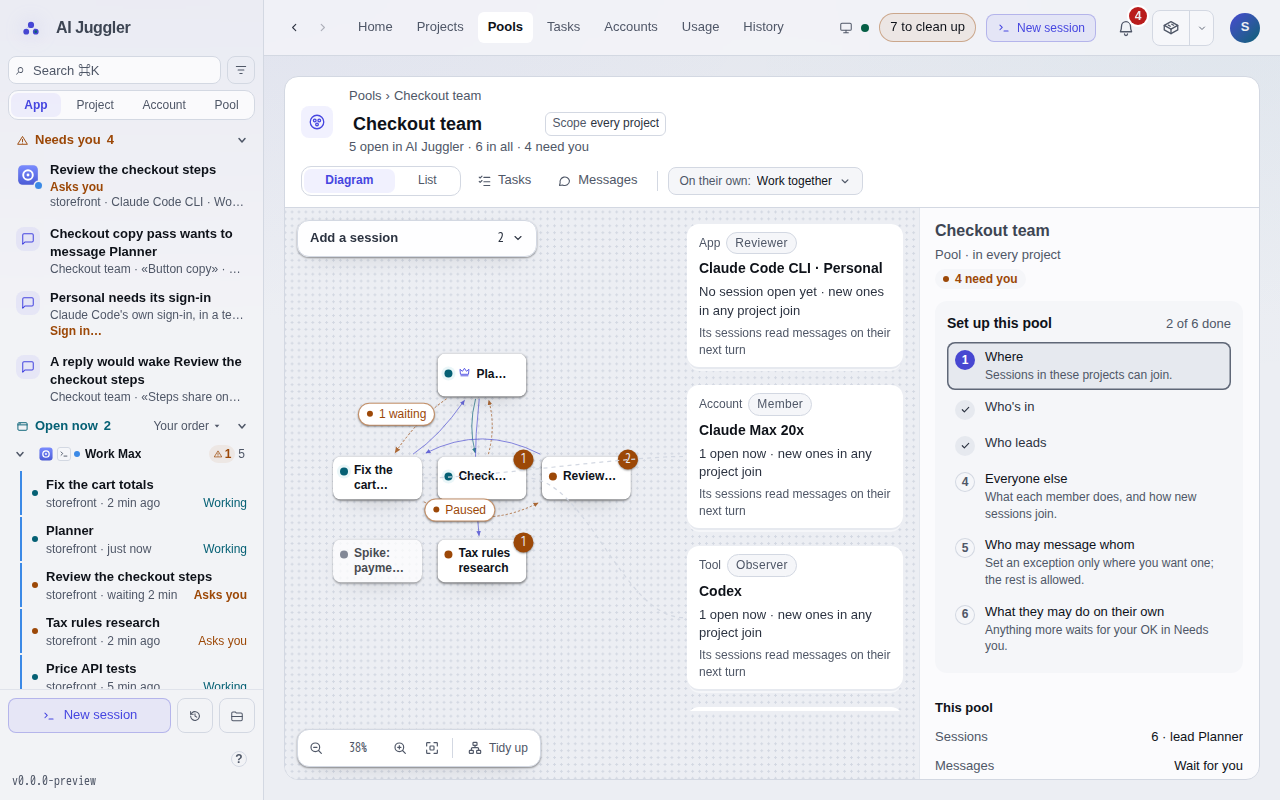 AI Juggler
Search ⌘K
App
Project
Account
Pool
Needs you 4
Review the checkout steps
Asks you
storefront · Claude Code CLI · Wo…
Checkout copy pass wants to
message Planner
Checkout team · «Button copy» · …
Personal needs its sign-in
Claude Code's own sign-in, in a te…
Sign in…
A reply would wake Review the
checkout steps
Checkout team · «Steps share on…
Open now 2
Your order
Work Max
1
5
Fix the cart totals
storefront · 2 min ago
Working
Planner
storefront · just now
Working
Review the checkout steps
storefront · waiting 2 min
Asks you
Tax rules research
storefront · 2 min ago
Asks you
Price API tests
storefront · 5 min ago
Working
New session
?
v0.0.0-preview
Home
Projects
Pools
Tasks
Accounts
Usage
History
7 to clean up
New session
4
S
Pools › Checkout team
Checkout team
Scope every project
5 open in AI Juggler · 6 in all · 4 need you
Diagram
List
Tasks
Messages
On their own: Work together
Add a session
2
Pla…
1 waiting
Fix the
cart…
Check…
1
Review…
2
Paused
Spike:
payme…
Tax rules
research
1
38%
Tidy up
App Reviewer
Claude Code CLI · Personal
No session open yet · new ones
in any project join
Its sessions read messages on their
next turn
Account Member
Claude Max 20x
1 open now · new ones in any
project join
Its sessions read messages on their
next turn
Tool Observer
Codex
1 open now · new ones in any
project join
Its sessions read messages on their
next turn
Checkout team
Pool · in every project
4 need you
Set up this pool
2 of 6 done
1
Where
Sessions in these projects can join.
Who's in
Who leads
4
Everyone else
What each member does, and how new
sessions join.
5
Who may message whom
Set an exception only where you want one;
the rest is allowed.
6
What they may do on their own
Anything more waits for your OK in Needs
you.
This pool
Sessions
6 · lead Planner
Messages
Wait for you